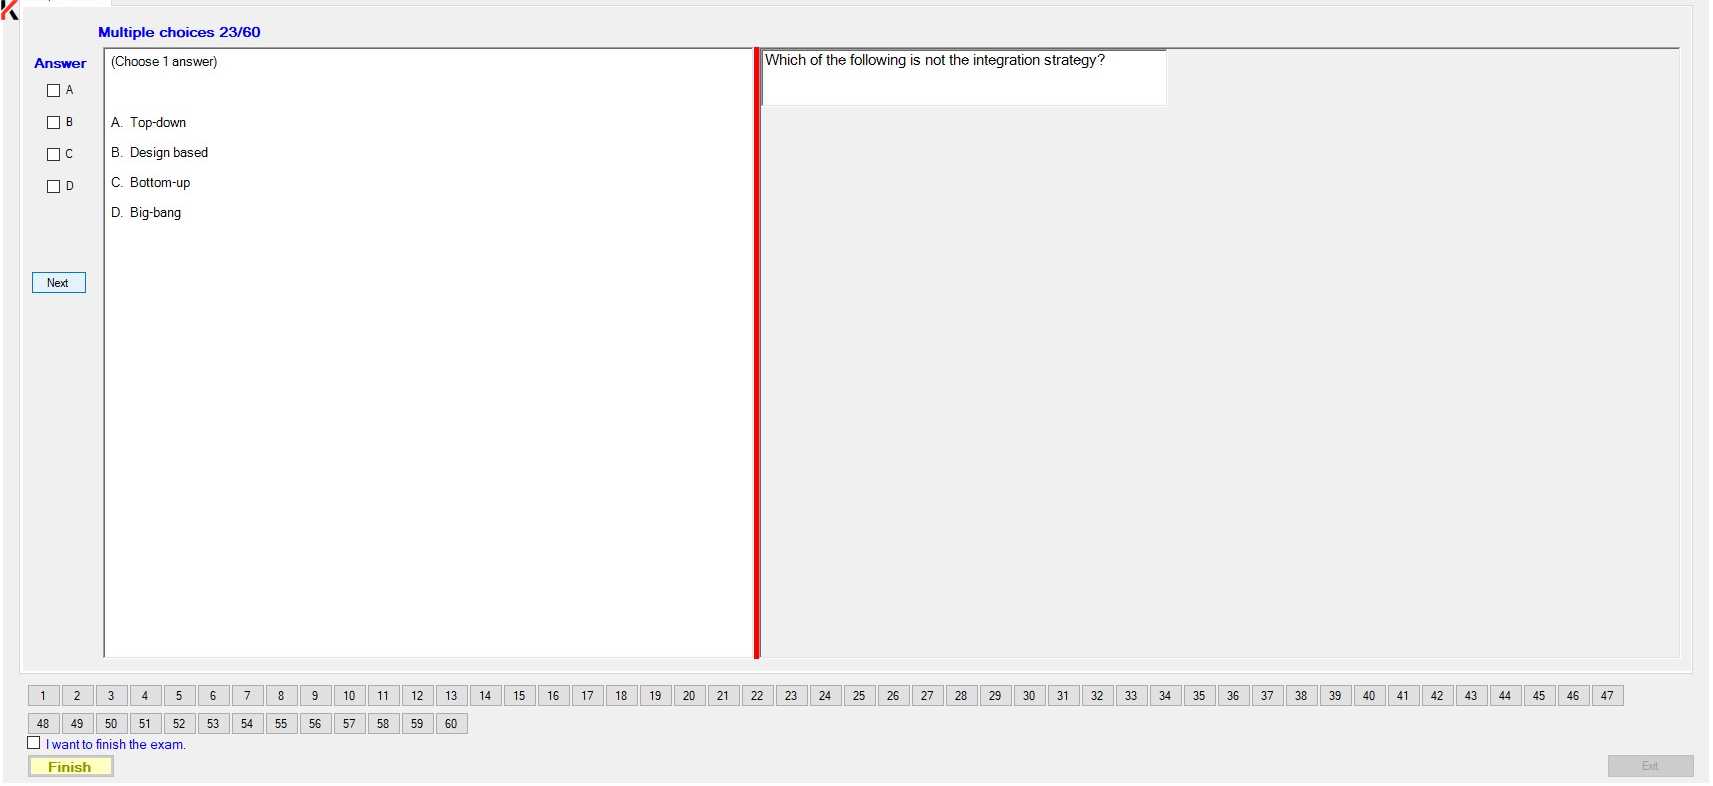 Multiple choices 23/60
Answer
A
B
C
D
Next
(Choose 1 answer)
A. Top-down
B. Design based
C. Bottom-up
D. Big-bang
Which of the following is not the integration strategy?
1 2 3 4 5 6 7 8 9 10 11 12 13 14 15 16 17 18 19 20 21 22 23 24 25 26 27 28 29 30 31 32 33 34 35 36 37 38 39 40 41 42 43 44 45 46 47
48 49 50 51 52 53 54 55 56 57 58 59 60
I want to finish the exam.
Finish
Exit